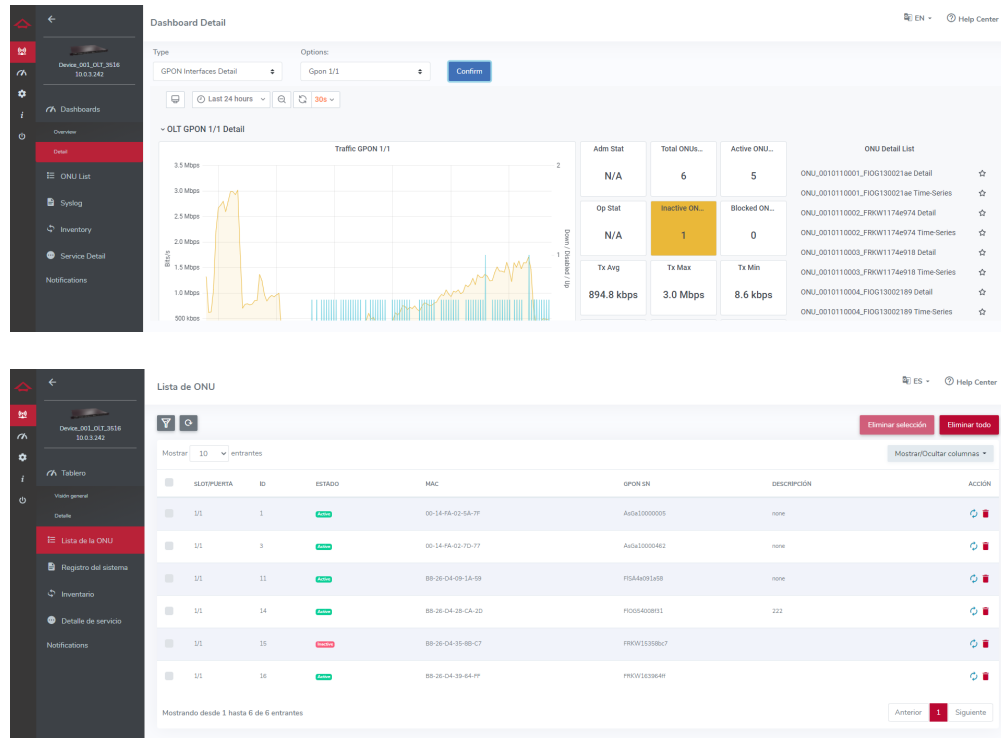 Dashboard Detail
EN
Help Center
Device_001_OLT_3516
10.0.3.242
Dashboards
Overview
Detail
ONU List
Syslog
Inventory
Service Detail
Notifications
Type
Options:
GPON Interfaces Detail
Gpon 1/1
Confirm
Last 24 hours
30s
OLT GPON 1/1 Detail
Traffic GPON 1/1
3.5 Mbps
3.0 Mbps
2.5 Mbps
2.0 Mbps
1.5 Mbps
1.0 Mbps
500 kbps
Bits/s
2
1
Down / Disabled / Up
Adm Stat
N/A
Total ONUs...
6
Active ONU...
5
Op Stat
N/A
Inactive ON...
1
Blocked ON...
0
Tx Avg
894.8 kbps
Tx Max
3.0 Mbps
Tx Min
8.6 kbps
ONU Detail List
ONU_0010110001_FIOG130021ae Detail
ONU_0010110001_FIOG130021ae Time-Series
ONU_0010110002_FRKW1174e974 Detail
ONU_0010110002_FRKW1174e974 Time-Series
ONU_0010110003_FRKW1174e918 Detail
ONU_0010110003_FRKW1174e918 Time-Series
ONU_0010110004_FIOG13002189 Detail
ONU_0010110004_FIOG13002189 Time-Series
Lista de ONU
ES
Help Center
Device_001_OLT_3516
10.0.3.242
Tablero
Visión general
Detalle
Lista de la ONU
Registro del sistema
Inventario
Detalle de servicio
Notifications
Eliminar selección
Eliminar todo
Mostrar 10 entrantes
Mostrar/Ocultar columnas
SLOT/PUERTA ID ESTADO MAC GPON SN DESCRIPCIÓN ACCIÓN
1/1 1 Active 00-14-FA-02-5A-7F AsGa10000005 none
1/1 3 Active 00-14-FA-02-7D-77 AsGa10000462 none
1/1 11 Active B8-26-D4-09-1A-59 FISA4a091a58 none
1/1 14 Active B8-26-D4-28-CA-2D FIOG54008f31 222
1/1 15 Inactive B8-26-D4-35-8B-C7 FRKW15358bc7
1/1 16 Active B8-26-D4-39-64-FF FRKW163964ff
Mostrando desde 1 hasta 6 de 6 entrantes
Anterior 1 Siguiente